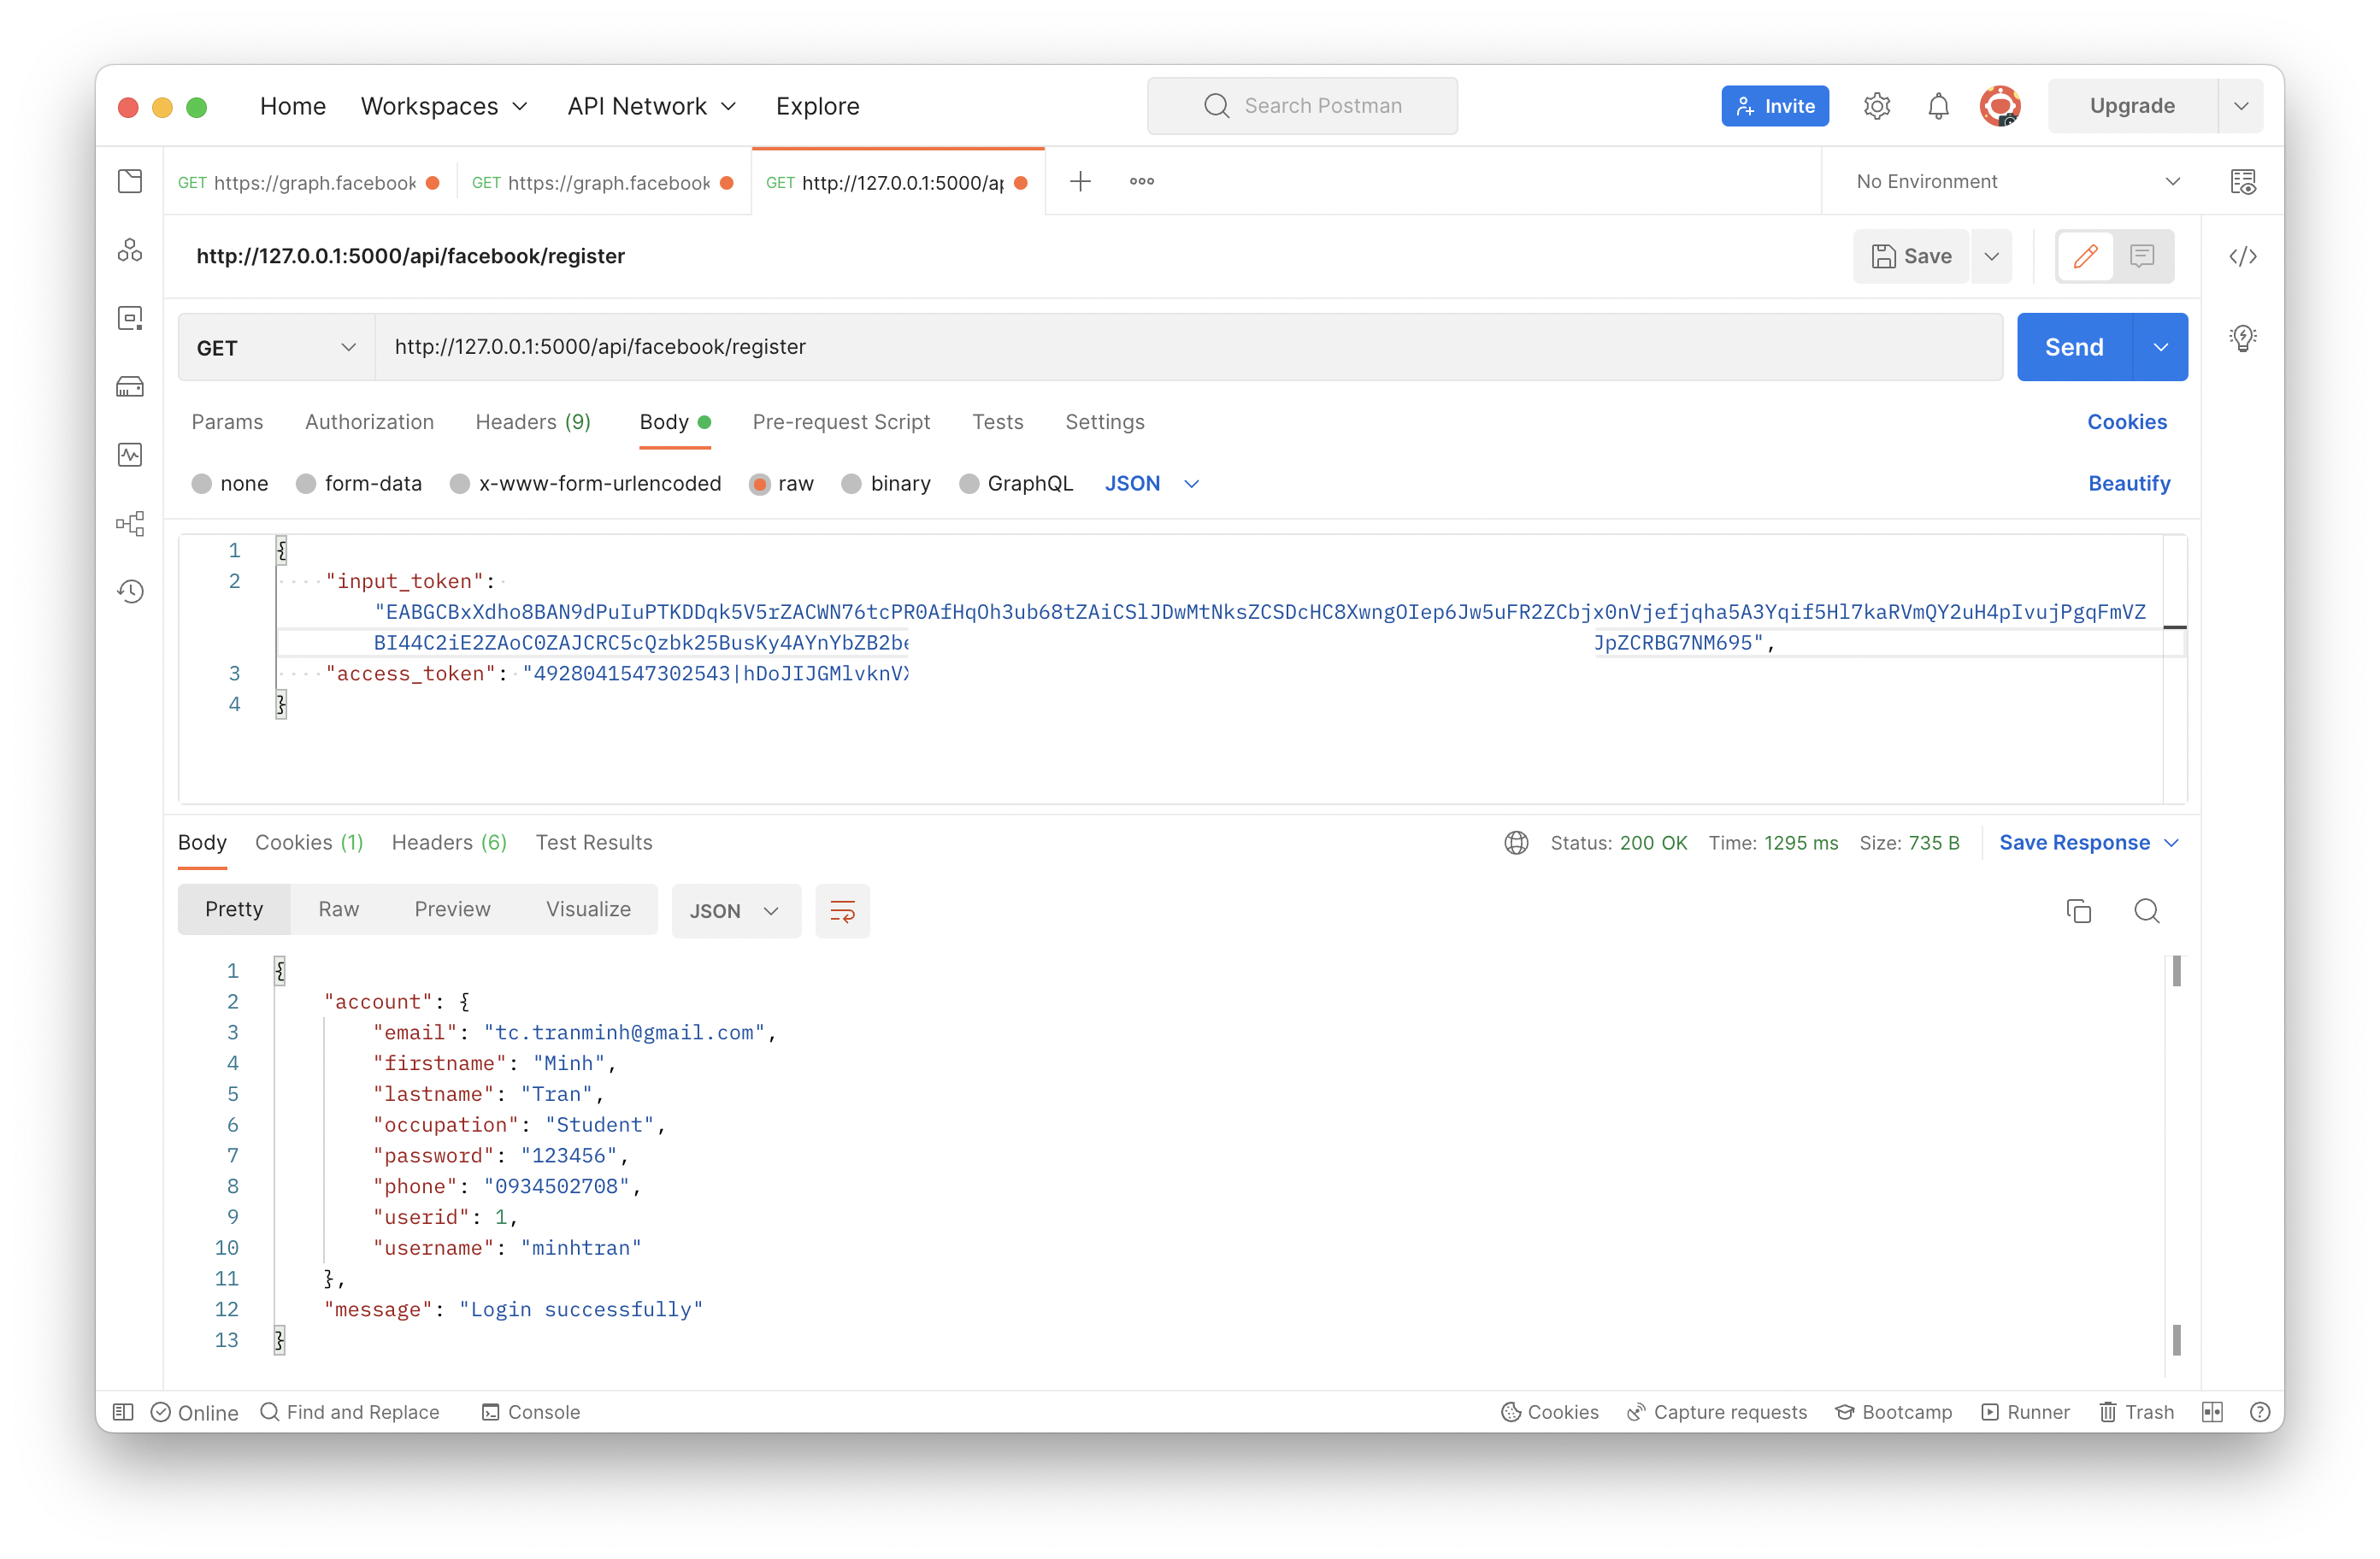 Home Workspaces API Network Explore Search Postman Invite Upgrade
GET https://graph.facebook GET https://graph.facebook GET http://127.0.0.1:5000/ap No Environment
http://127.0.0.1:5000/api/facebook/register Save
GET http://127.0.0.1:5000/api/facebook/register Send
Params Authorization Headers (9) Body Pre-request Script Tests Settings Cookies
none form-data x-www-form-urlencoded raw binary GraphQL JSON Beautify
1 {
2 "input_token":
"EABGCBxXdho8BAN9dPuIuPTKDDqk5V5rZACWN76tcPR0AfHqOh3ub68tZAiCSlJDwMtNksZCSDcHC8XwngOIep6Jw5uFR2ZCbjx0nVjefjqha5A3Yqif5Hl7kaRVmQY2uH4pIvujPgqFmVZ
BI44C2iE2ZAoC0ZAJCRC5cQzbk25BusKy4AYnYbZB2be JpZCRBG7NM695",
3 "access_token": "4928041547302543|hDoJIJGMlvknVX
4 }
Body Cookies (1) Headers (6) Test Results Status: 200 OK Time: 1295 ms Size: 735 B Save Response
Pretty Raw Preview Visualize JSON
1 {
2 "account": {
3 "email": "tc.tranminh@gmail.com",
4 "firstname": "Minh",
5 "lastname": "Tran",
6 "occupation": "Student",
7 "password": "123456",
8 "phone": "0934502708",
9 "userid": 1,
10 "username": "minhtran"
11 },
12 "message": "Login successfully"
13 }
Online Find and Replace Console Cookies Capture requests Bootcamp Runner Trash